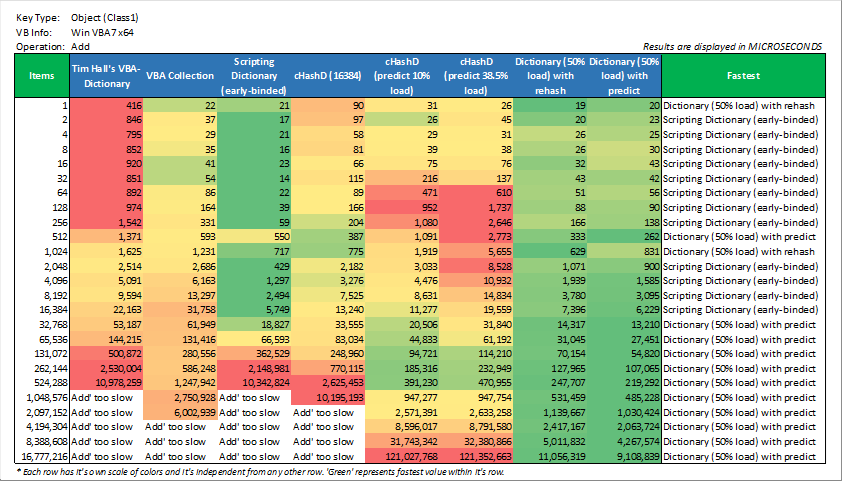 Key Type: Object (Class1)
VB Info: Win VBA7 x64
Operation: Add
Results are displayed in MICROSECONDS
Items Tim Hall's VBA-Dictionary VBA Collection Scripting Dictionary (early-binded) cHashD (16384) cHashD (predict 10% load) cHashD (predict 38.5% load) Dictionary (50% load) with rehash Dictionary (50% load) with predict Fastest
1 416 22 21 90 31 26 19 20 Dictionary (50% load) with rehash
2 846 37 17 97 26 45 20 23 Scripting Dictionary (early-binded)
4 795 29 21 58 29 31 26 25 Scripting Dictionary (early-binded)
8 852 35 16 81 39 38 26 30 Scripting Dictionary (early-binded)
16 920 41 23 66 75 76 32 43 Scripting Dictionary (early-binded)
32 851 54 14 115 216 137 43 42 Scripting Dictionary (early-binded)
64 892 86 22 89 471 610 51 56 Scripting Dictionary (early-binded)
128 974 164 39 166 952 1,737 88 90 Scripting Dictionary (early-binded)
256 1,542 331 59 204 1,080 2,646 166 138 Scripting Dictionary (early-binded)
512 1,371 593 550 387 1,091 2,773 333 262 Dictionary (50% load) with predict
1,024 1,625 1,231 717 775 1,919 5,655 629 831 Dictionary (50% load) with rehash
2,048 2,514 2,686 429 2,182 3,033 8,528 1,071 900 Scripting Dictionary (early-binded)
4,096 5,091 6,163 1,297 3,276 4,476 10,932 1,939 1,585 Scripting Dictionary (early-binded)
8,192 9,594 13,297 2,494 7,525 8,631 14,834 3,780 3,095 Scripting Dictionary (early-binded)
16,384 22,163 31,758 5,749 13,240 11,277 19,559 7,396 6,229 Scripting Dictionary (early-binded)
32,768 53,187 61,949 18,827 33,555 20,506 31,840 14,317 13,210 Dictionary (50% load) with predict
65,536 144,215 131,416 66,593 83,034 44,833 61,192 31,045 27,451 Dictionary (50% load) with predict
131,072 500,872 280,556 362,529 248,960 94,721 114,210 70,154 54,820 Dictionary (50% load) with predict
262,144 2,530,004 586,248 2,148,981 770,115 185,316 232,949 127,965 107,065 Dictionary (50% load) with predict
524,288 10,978,259 1,247,942 10,342,824 2,625,453 391,230 470,955 247,707 219,292 Dictionary (50% load) with predict
1,048,576 Add' too slow 2,750,928 Add' too slow 10,195,193 947,277 947,754 531,459 485,228 Dictionary (50% load) with predict
2,097,152 Add' too slow 6,002,939 Add' too slow Add' too slow 2,571,391 2,633,258 1,139,667 1,030,424 Dictionary (50% load) with predict
4,194,304 Add' too slow Add' too slow Add' too slow Add' too slow 8,596,017 8,791,580 2,417,167 2,063,724 Dictionary (50% load) with predict
8,388,608 Add' too slow Add' too slow Add' too slow Add' too slow 31,743,342 32,380,866 5,011,832 4,267,574 Dictionary (50% load) with predict
16,777,216 Add' too slow Add' too slow Add' too slow Add' too slow 121,027,768 121,352,663 11,056,319 9,108,839 Dictionary (50% load) with predict
* Each row has it's own scale of colors and it's independent from any other row. 'Green' represents fastest value within it's row.